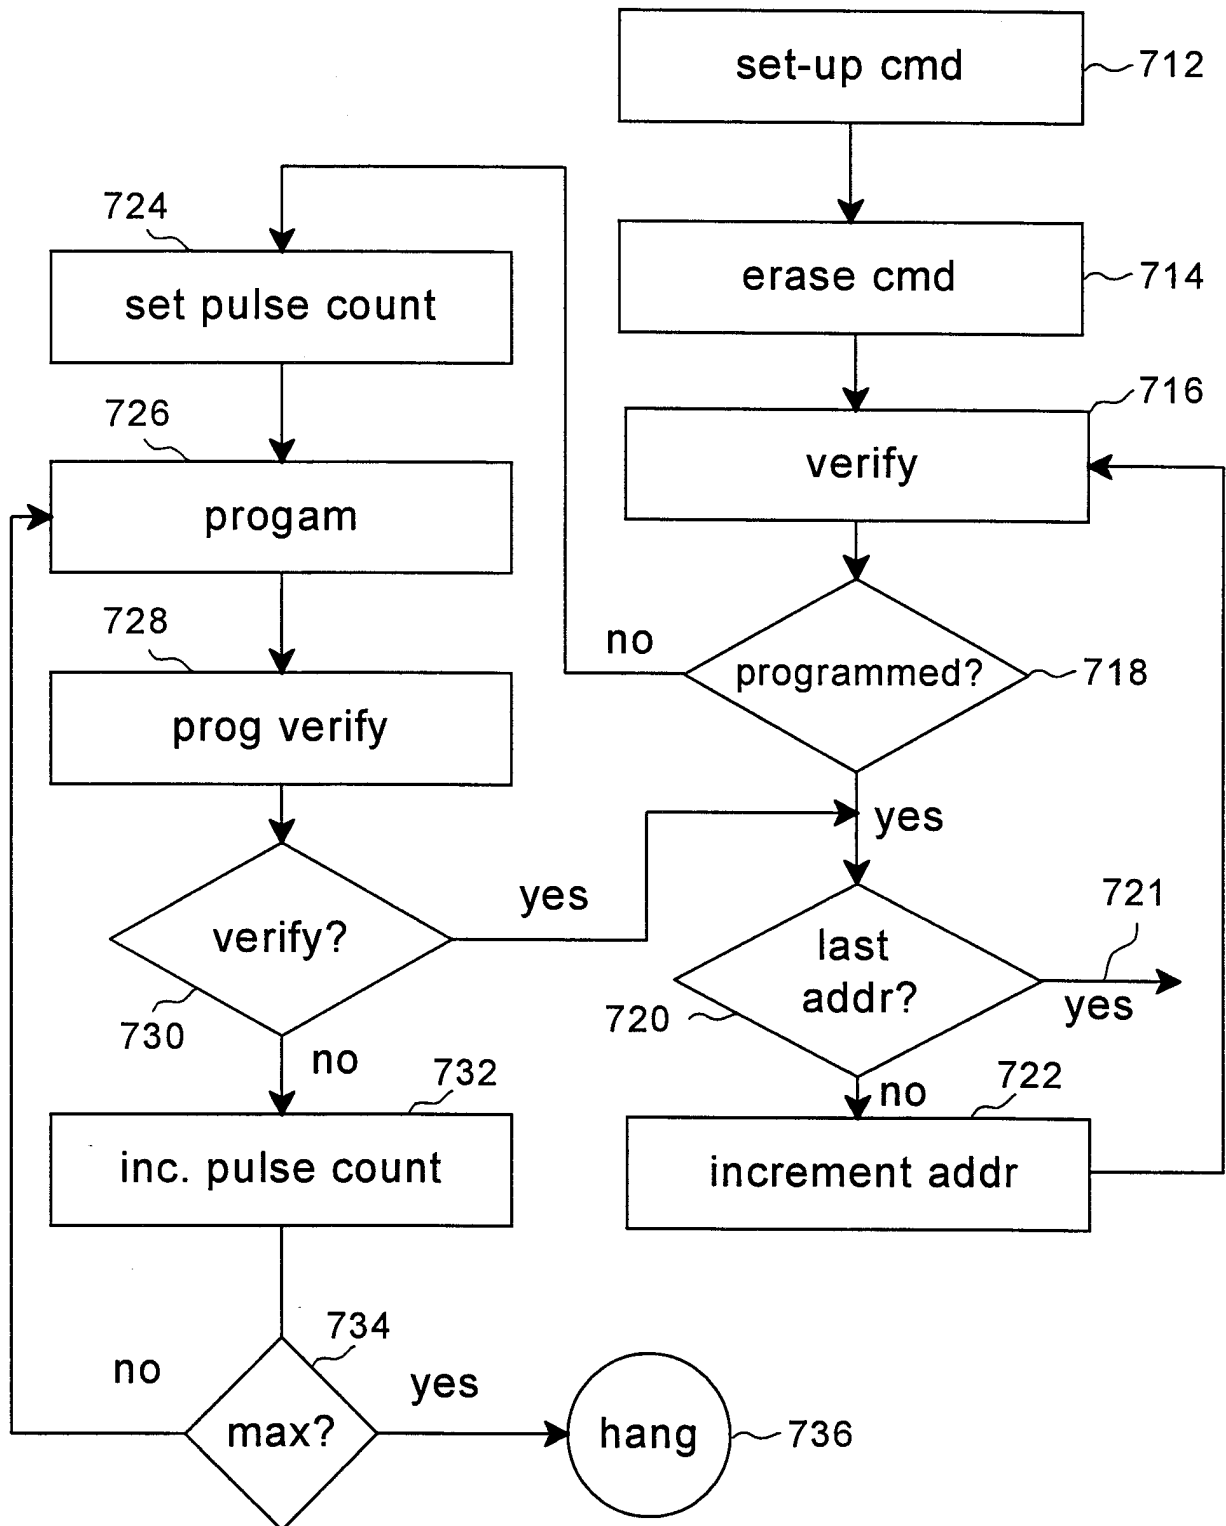 set-up cmd
712
724
set pulse count
erase cmd
714
716
726
progam
verify
728
no
programmed?
718
prog verify
yes
yes
verify?
last
addr?
721
yes
730
no
720
732
no
722
inc. pulse count
increment addr
734
no
yes
max?
hang
736